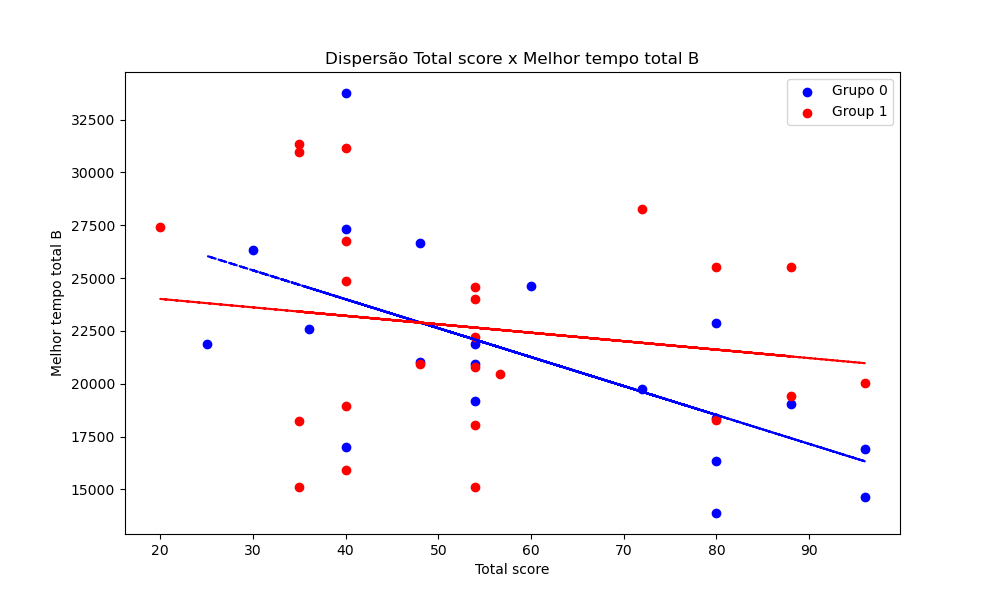 Dispersão Total score x Melhor tempo total B
Grupo 0
Group 1
Melhor tempo total B
32500
30000
27500
25000
22500
20000
17500
15000
20 30 40 50 60 70 80 90
Total score